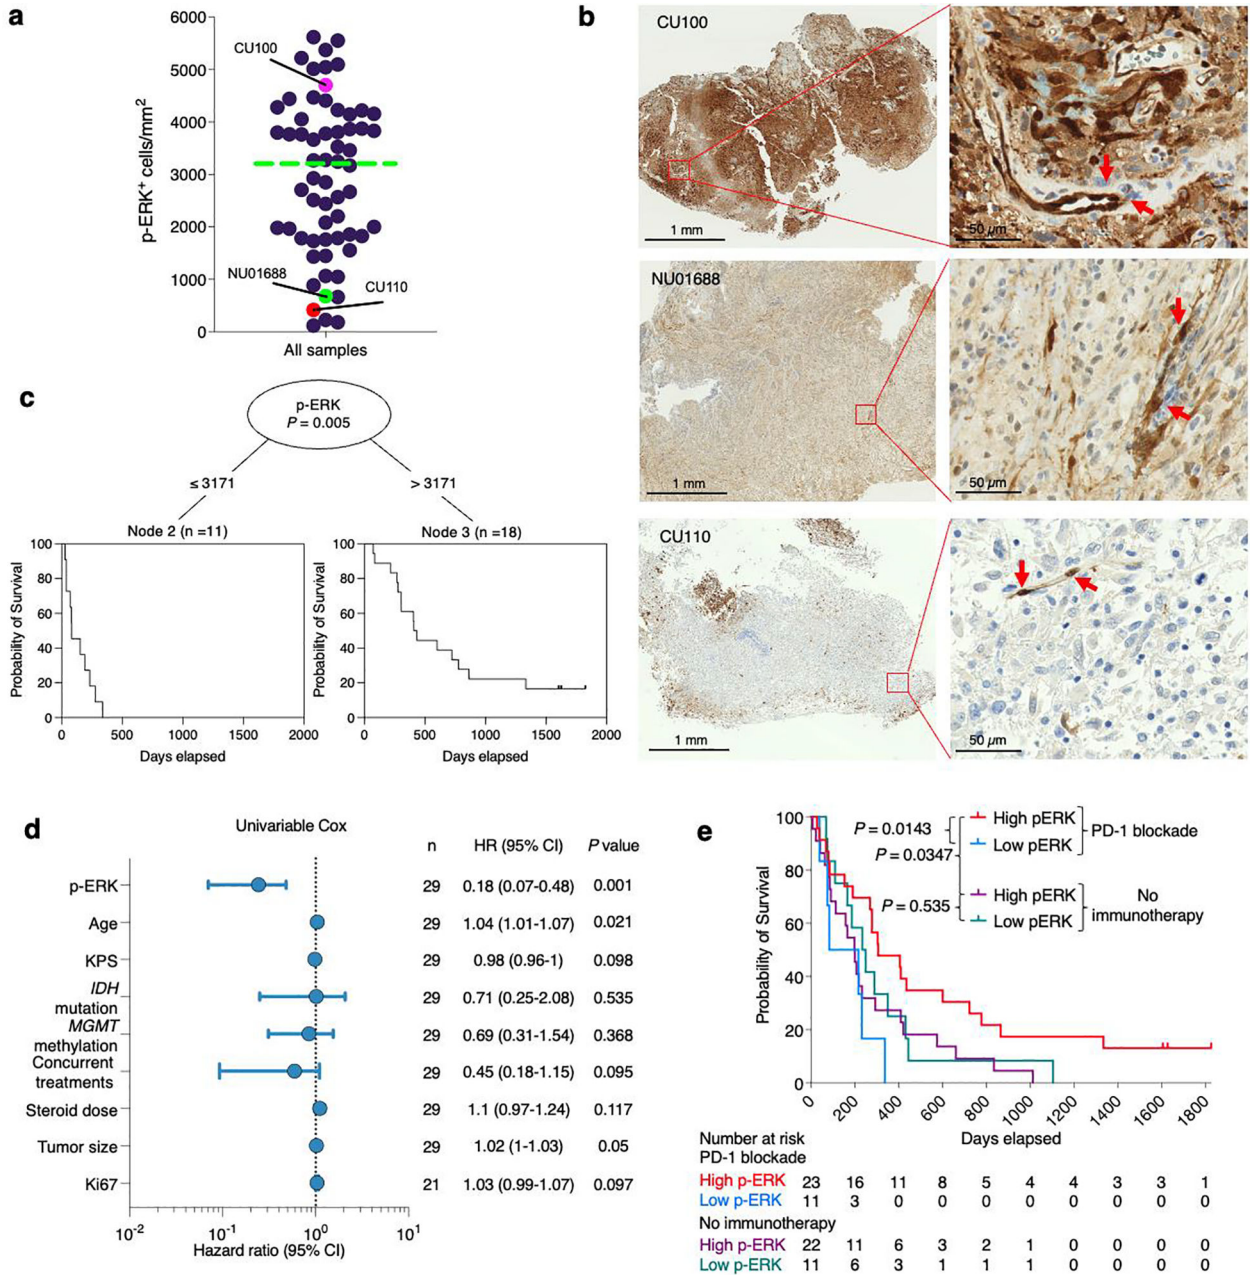 a
6000
5000
4000
3000
2000
1000
0
p-ERK⁺ cells/mm²
CU100
NU01688
CU110
All samples
b
CU100
1 mm
50 µm
NU01688
1 mm
50 µm
CU110
1 mm
50 µm
c
p-ERK
P = 0.005
≤ 3171
> 3171
Node 2 (n =11)
Node 3 (n =18)
Probability of Survival
100
80
60
40
20
0
0 500 1000 1500 2000
Days elapsed
Probability of Survival
100
80
60
40
20
0
0 500 1000 1500 2000
Days elapsed
d
Univariable Cox
n HR (95% CI) P value
p-ERK 29 0.18 (0.07-0.48) 0.001
Age 29 1.04 (1.01-1.07) 0.021
KPS 29 0.98 (0.96-1) 0.098
IDH
mutation 29 0.71 (0.25-2.08) 0.535
MGMT
methylation 29 0.69 (0.31-1.54) 0.368
Concurrent
treatments 29 0.45 (0.18-1.15) 0.095
Steroid dose 29 1.1 (0.97-1.24) 0.117
Tumor size 29 1.02 (1-1.03) 0.05
Ki67 21 1.03 (0.99-1.07) 0.097
10⁻² 10⁻¹ 10⁰ 10¹
Hazard ratio (95% CI)
e
Probability of Survival
100
80
60
40
20
0
P = 0.0143
P = 0.0347
P = 0.535
High pERK
Low pERK
PD-1 blockade
High pERK
Low pERK
No
immunotherapy
0 200 400 600 800 1000 1200 1400 1600 1800
Days elapsed
Number at risk
PD-1 blockade
High p-ERK 23 16 11 8 5 4 4 3 3 1
Low p-ERK 11 3 0 0 0 0 0 0 0 0
No immunotherapy
High p-ERK 22 11 6 3 2 1 0 0 0 0
Low p-ERK 11 6 3 1 1 1 0 0 0 0